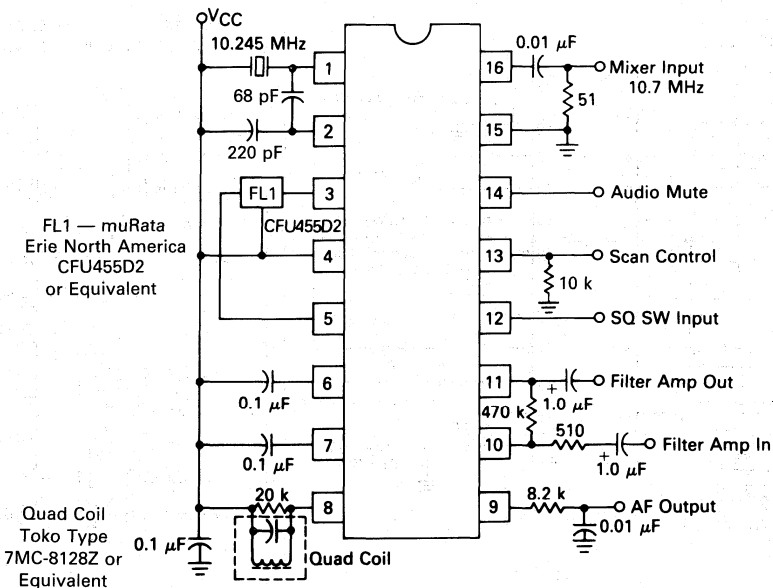 VCC
10.245 MHz
1
68 pF
2
220 pF
FL1
3
CFU455D2
4
5
FL1 — muRata
Erie North America
CFU455D2
or Equivalent
6
0.1 μF
7
0.1 μF
20 k
8
Quad Coil
Quad Coil
Toko Type
7MC-8128Z or
Equivalent
0.1 μF
16
0.01 μF
Mixer Input
10.7 MHz
51
15
14
Audio Mute
13
Scan Control
10 k
12
SQ SW Input
11
+
1.0 μF
Filter Amp Out
470 k
10
510
+
1.0 μF
Filter Amp In
9
8.2 k
AF Output
0.01 μF